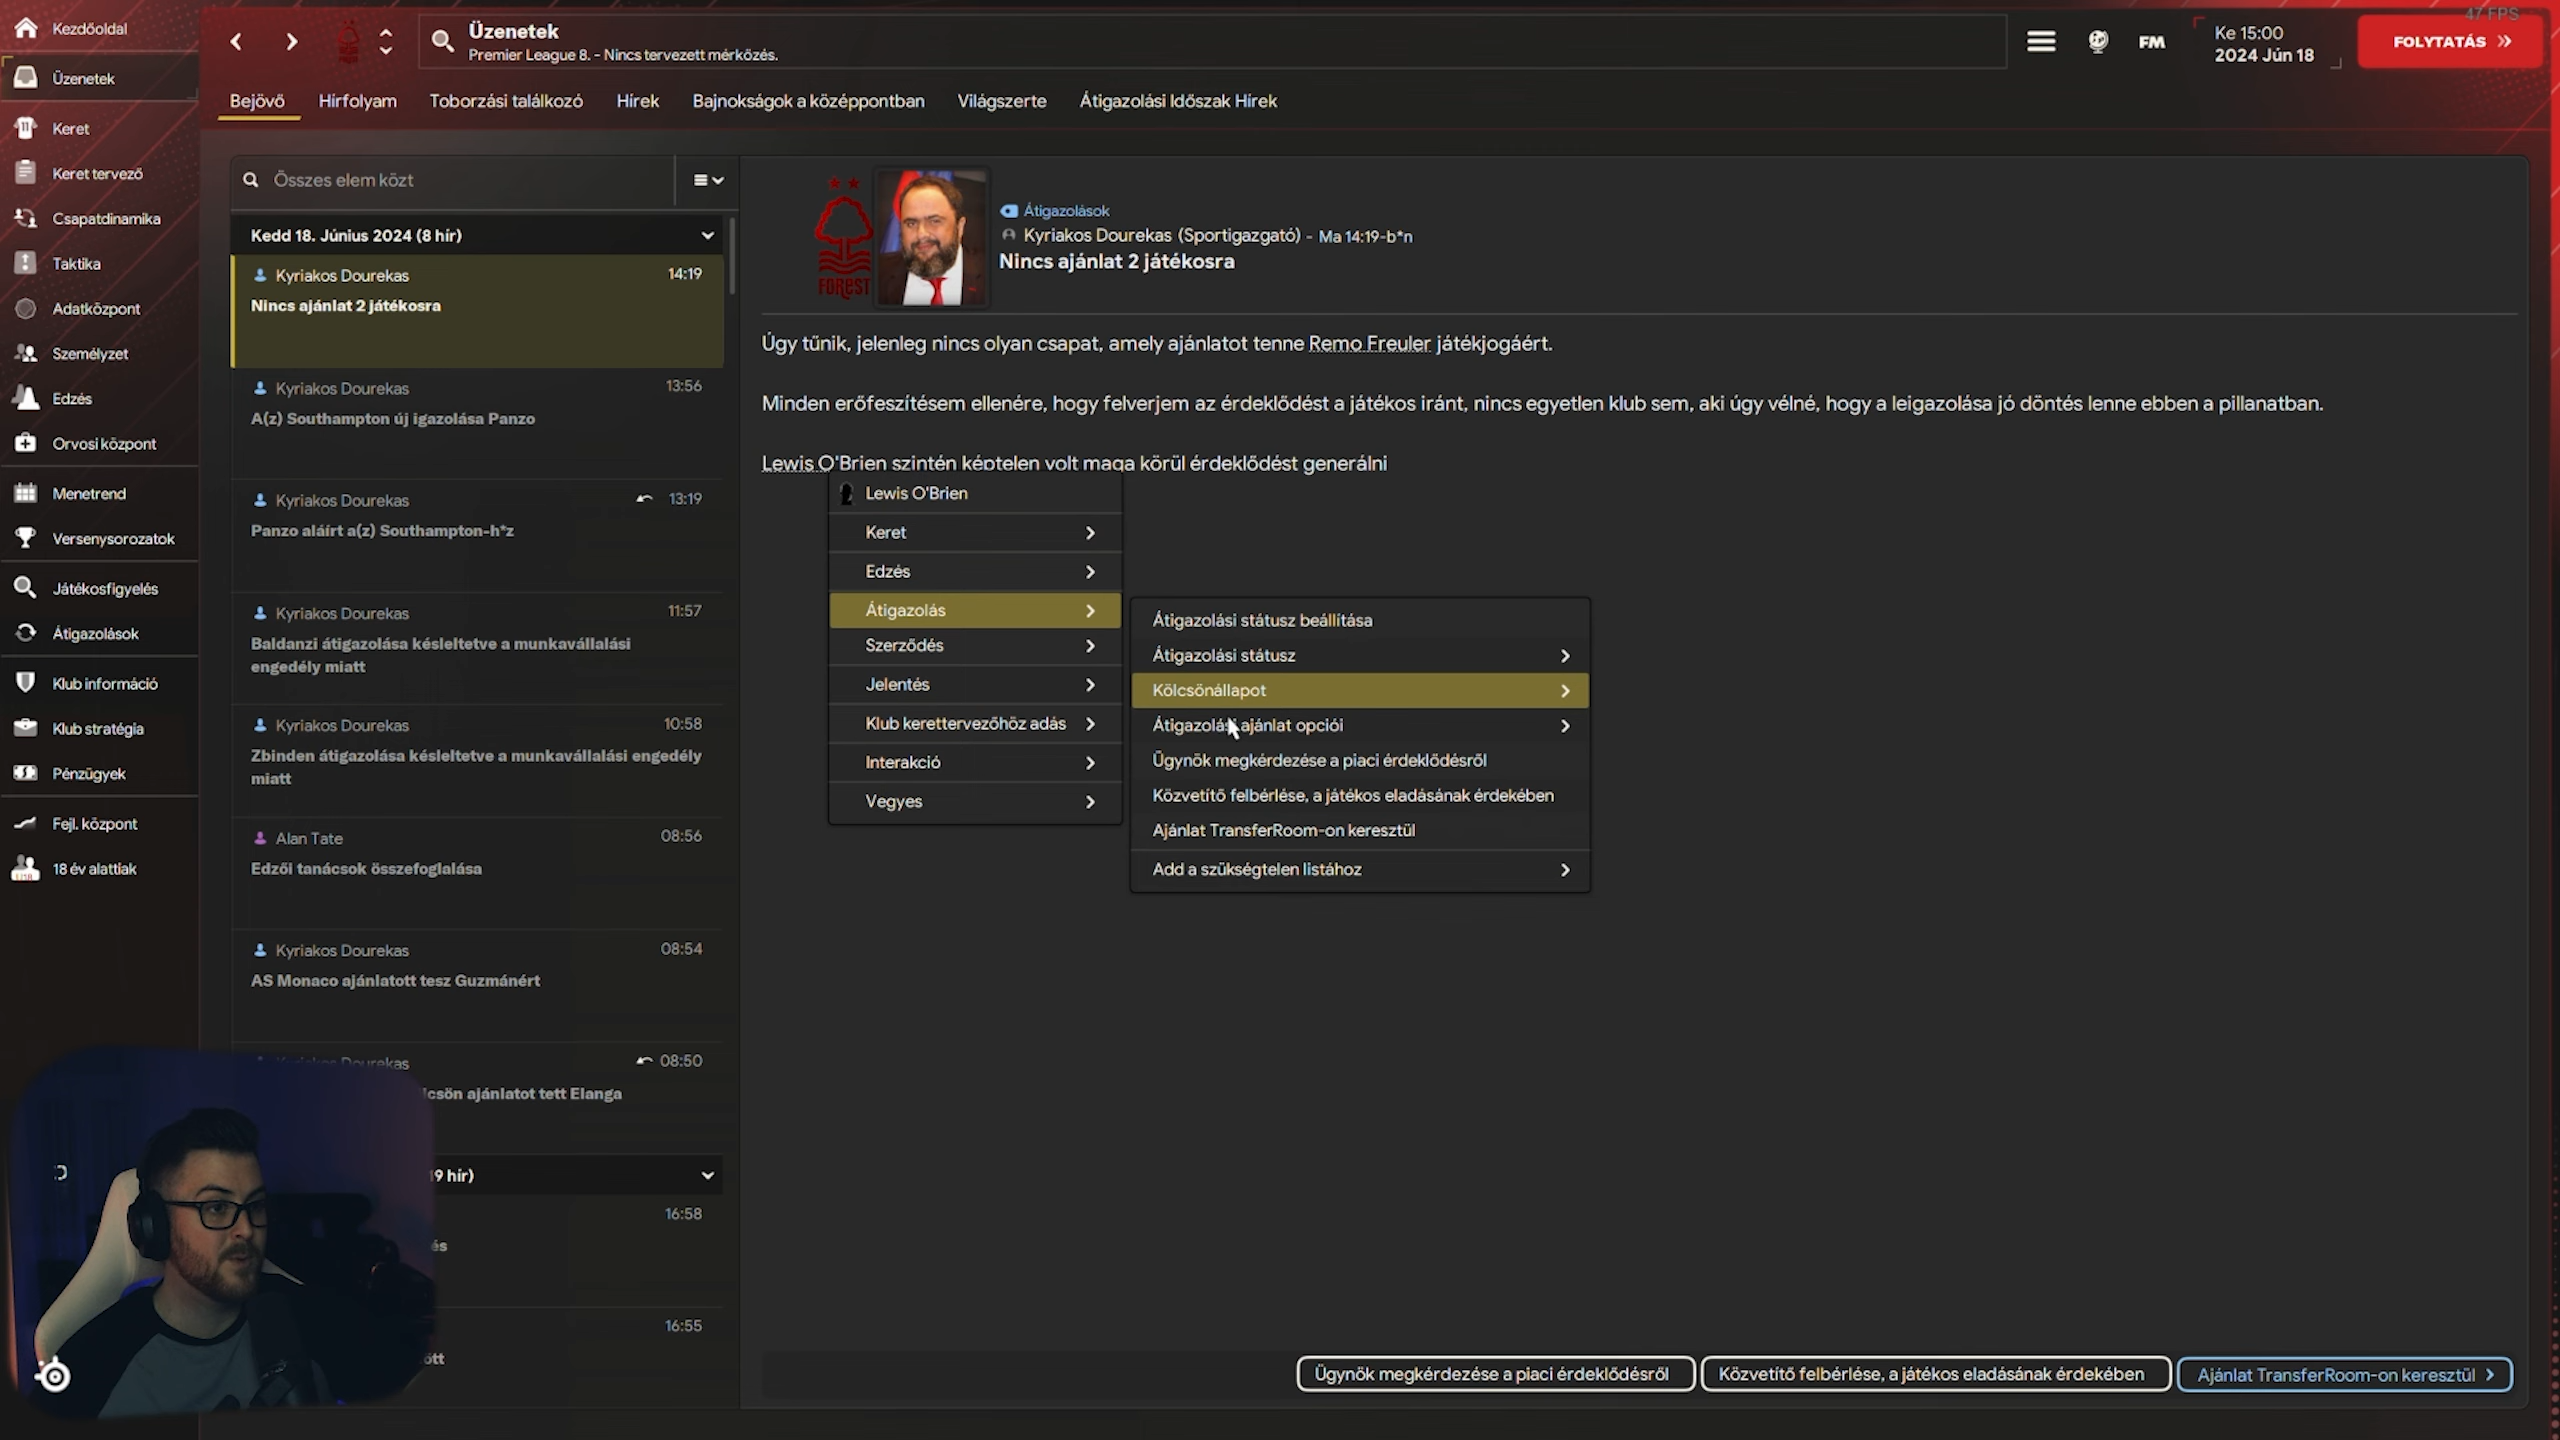 47 FPS
Kezdőoldal
Üzenetek
Keret
Keret tervező
Csapatdinamika
Taktika
Adatközpont
Személyzet
Edzés
Orvosi központ
Menetrend
Versenysorozatok
Játékosfigyelés
Átigazolások
Klub információ
Klub stratégia
Pénzügyek
Fejl. központ
18 év alattiak
Üzenetek
Premier League 8. - Nincs tervezett mérkőzés.
FM
Ke 15:00
2024 Jún 18
FOLYTATÁS
Bejövő Hírfolyam Toborzási találkozó Hírek Bajnokságok a középpontban Világszerte Átigazolási Időszak Hírek
Összes elem közt
Kedd 18. Június 2024 (8 hír)
Kyriakos Dourekas 14:19
Nincs ajánlat 2 játékosra
Kyriakos Dourekas 13:56
A(z) Southampton új igazolása Panzo
Kyriakos Dourekas 13:19
Panzo aláírt a(z) Southampton-h*z
Kyriakos Dourekas 11:57
Baldanzi átigazolása késleltetve a munkavállalási
engedély miatt
Kyriakos Dourekas 10:58
Zbinden átigazolása késleltetve a munkavállalási engedély
miatt
Alan Tate 08:56
Edzői tanácsok összefoglalása
Kyriakos Dourekas 08:54
AS Monaco ajánlatott tesz Guzmánért
Kyriakos Dourekas 08:50
ajánlatot tett Elanga
hír)
16:58
16:55
FOREST
Átigazolások
Kyriakos Dourekas (Sportigazgató) - Ma 14:19-b*n
Nincs ajánlat 2 játékosra
Úgy tűnik, jelenleg nincs olyan csapat, amely ajánlatot tenne Remo Freuler játékjogáért.
Minden erőfeszítésem ellenére, hogy felverjem az érdeklődést a játékos iránt, nincs egyetlen klub sem, aki úgy vélné, hogy a leigazolása jó döntés lenne ebben a pillanatban.
Lewis O'Brien szintén képtelen volt maga körül érdeklődést generálni
Lewis O'Brien
Keret
Edzés
Átigazolás
Szerződés
Jelentés
Klub kerettervezőhöz adás
Interakció
Vegyes
Átigazolási státusz beállítása
Átigazolási státusz
Kölcsönállapot
Átigazolási ajánlat opciói
Ügynök megkérdezése a piaci érdeklődésről
Közvetítő felbérlése, a játékos eladásának érdekében
Ajánlat TransferRoom-on keresztül
Add a szükségtelen listához
Ügynök megkérdezése a piaci érdeklődésről
Közvetítő felbérlése, a játékos eladásának érdekében
Ajánlat TransferRoom-on keresztül